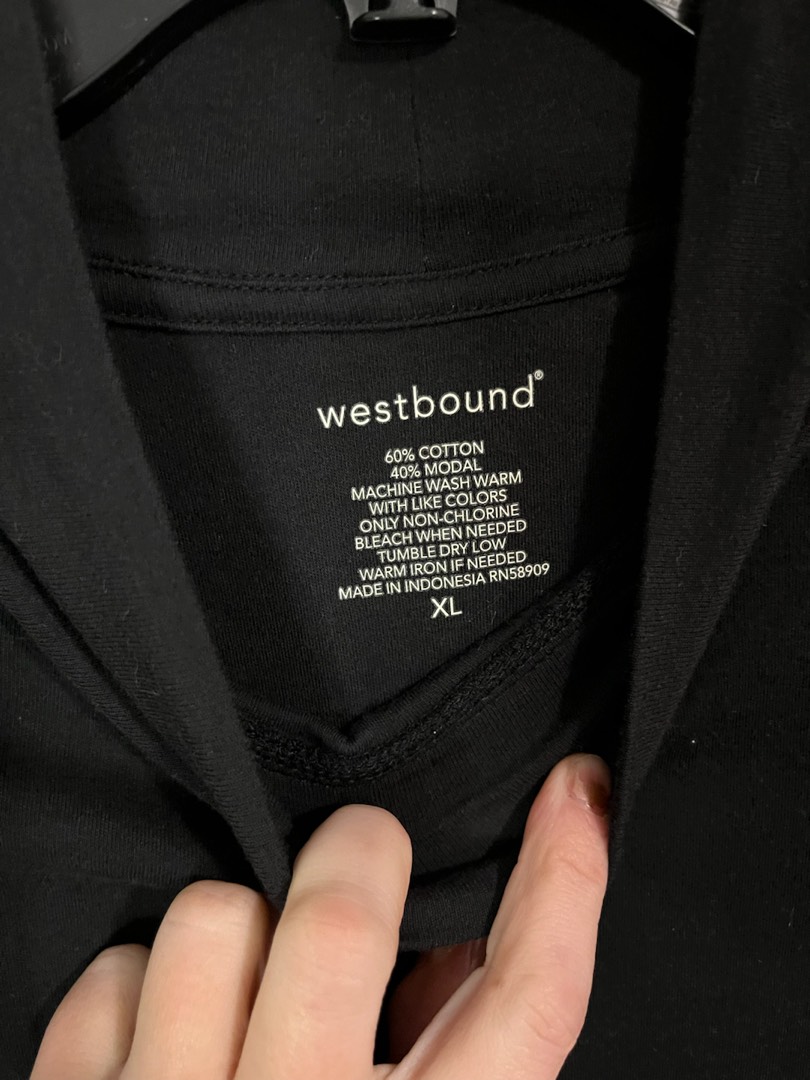 westbound®
60% COTTON
40% MODAL
MACHINE WASH WARM
WITH LIKE COLORS
ONLY NON-CHLORINE
BLEACH WHEN NEEDED
TUMBLE DRY LOW
WARM IRON IF NEEDED
MADE IN INDONESIA RN58909
XL